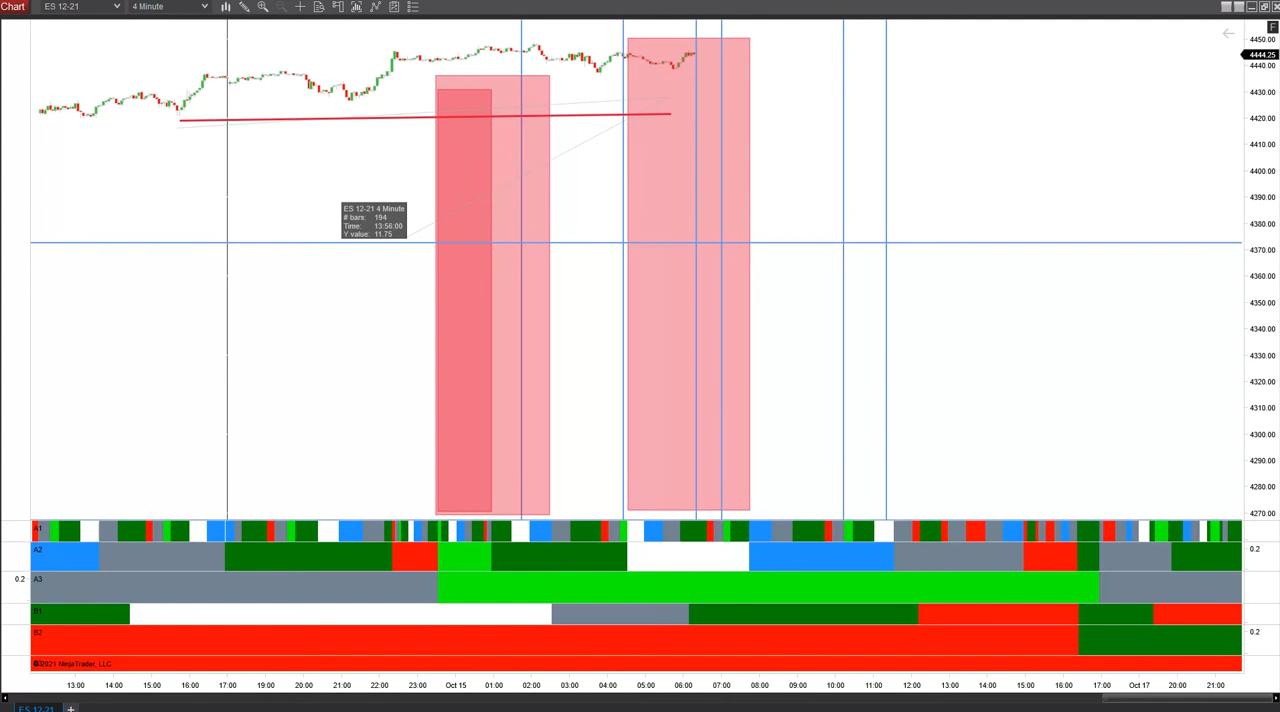 Chart ES 12-21 4 Minute
F
4450.00
4444.25
4440.00
4430.00
4420.00
4410.00
4400.00
4390.00
4380.00
4370.00
4360.00
4350.00
4340.00
4330.00
4320.00
4310.00
4300.00
4290.00
4280.00
4270.00
ES 12-21 4 Minute
# bars: 194
Time: 13:56:00
Y value: 11.75
A1
A2 0.2
0.2 A3
B1
B2 0.2
©2021 NinjaTrader, LLC
13:00 14:00 15:00 16:00 17:00 18:00 19:00 20:00 21:00 22:00 23:00 Oct 15 01:00 02:00 03:00 04:00 05:00 06:00 07:00 08:00 09:00 10:00 11:00 12:00 13:00 14:00 15:00 16:00 17:00 Oct 17 20:00 21:00
ES 12-21 +